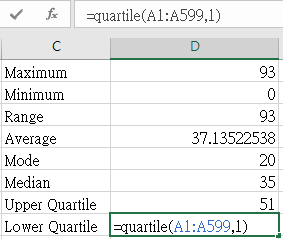 fx =quartile(A1:A599,1)
C D
Maximum 93
Minimum 0
Range 93
Average 37.13522538
Mode 20
Median 35
Upper Quartile 51
Lower Quartile =quartile(A1:A599,1)